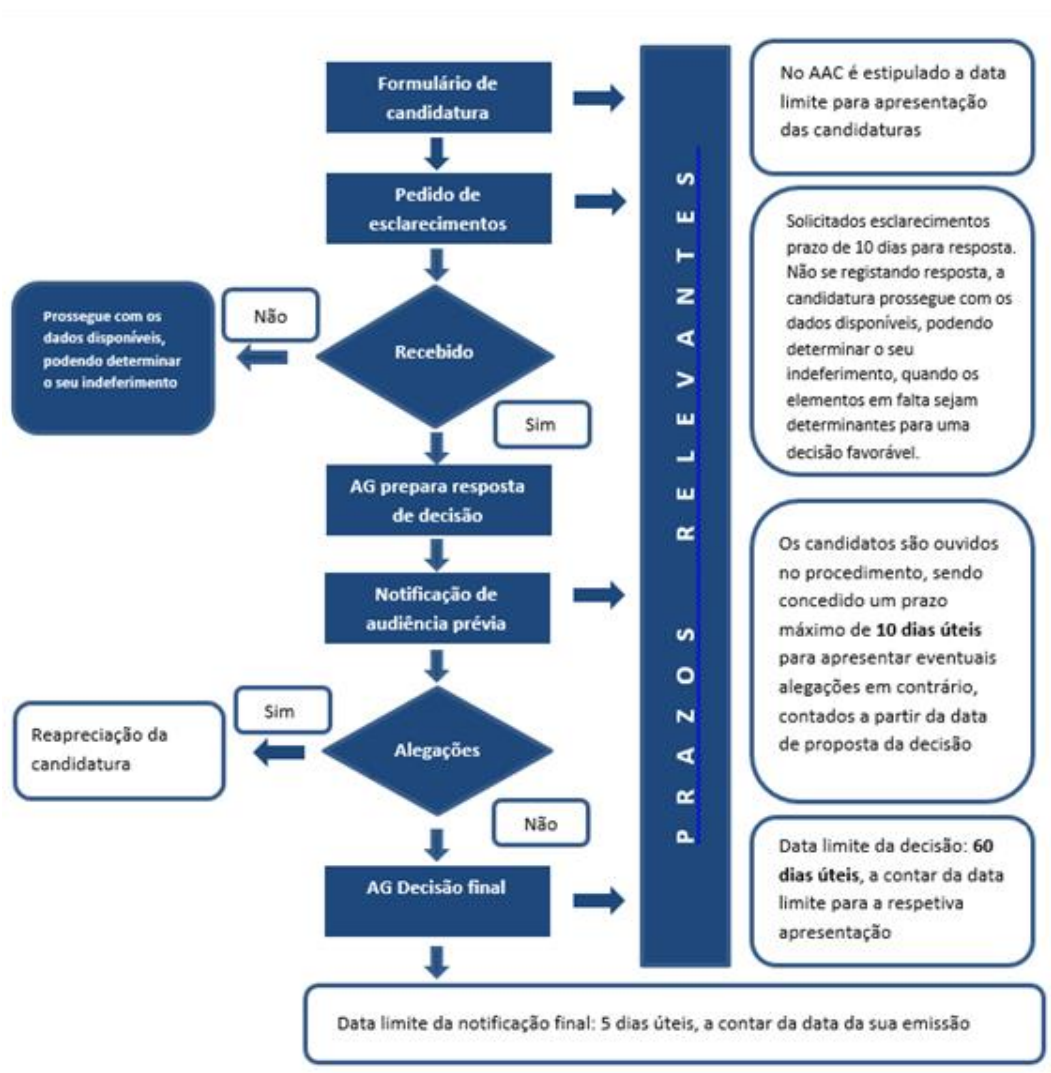 Formulário de
candidatura
No AAC é estipulado a data
limite para apresentação
das candidaturas
Pedido de
esclarecimentos
Solicitados esclarecimentos
prazo de 10 dias para resposta.
Não se registando resposta, a
candidatura prossegue com os
dados disponíveis, podendo
determinar o seu
indeferimento, quando os
elementos em falta sejam
determinantes para uma
decisão favorável.
Recebido
Não
Prossegue com os
dados disponíveis,
podendo determinar
o seu indeferimento
Sim
AG prepara resposta
de decisão
Notificação de
audiência prévia
Os candidatos são ouvidos
no procedimento, sendo
concedido um prazo
máximo de 10 dias úteis
para apresentar eventuais
alegações em contrário,
contados a partir da data
de proposta da decisão
Alegações
Sim
Reapreciação da
candidatura
Não
AG Decisão final
Data limite da decisão: 60
dias úteis, a contar da data
limite para a respetiva
apresentação
PRAZOS RELEVANTES
Data limite da notificação final: 5 dias úteis, a contar da data da sua emissão